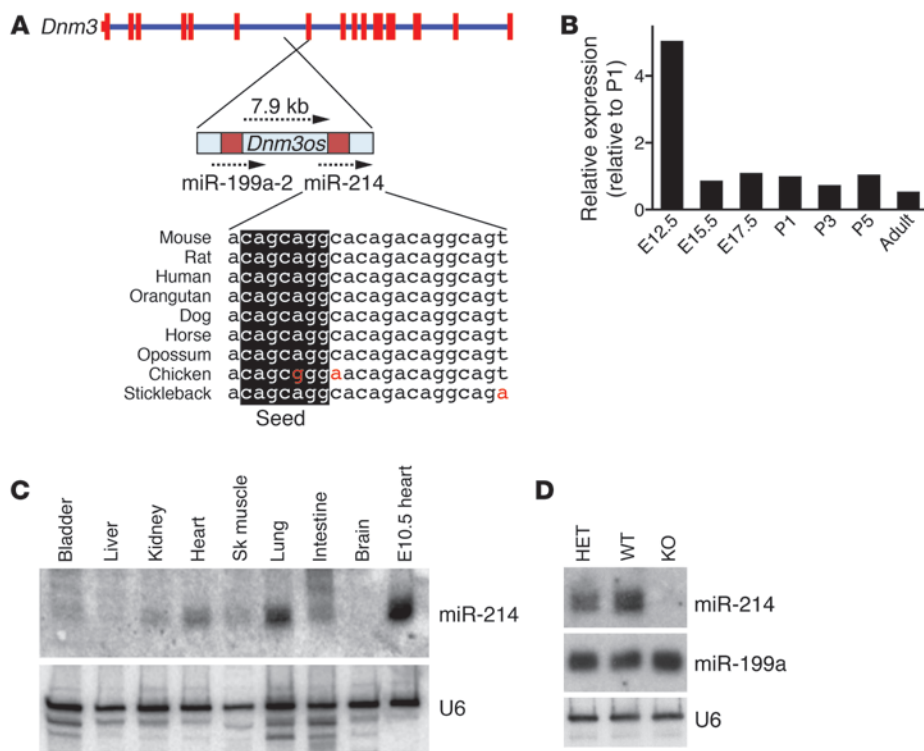 A
Dnm3
7.9 kb
Dnm3os
miR-199a-2 miR-214
Mouse acagcaggcacagacaggcagt
Rat acagcaggcacagacaggcagt
Human acagcaggcacagacaggcagt
Orangutan acagcaggcacagacaggcagt
Dog acagcaggcacagacaggcagt
Horse acagcaggcacagacaggcagt
Opossum acagcaggcacagacaggcagt
Chicken acagcgggaacagacaggcagt
Stickleback acagcaggcacagacaggcaga
Seed
B
Relative expression
(relative to P1)
4
2
0
E12.5 E15.5 E17.5 P1 P3 P5 Adult
C
Bladder Liver Kidney Heart Sk muscle Lung Intestine Brain E10.5 heart
miR-214
U6
D
HET WT KO
miR-214
miR-199a
U6